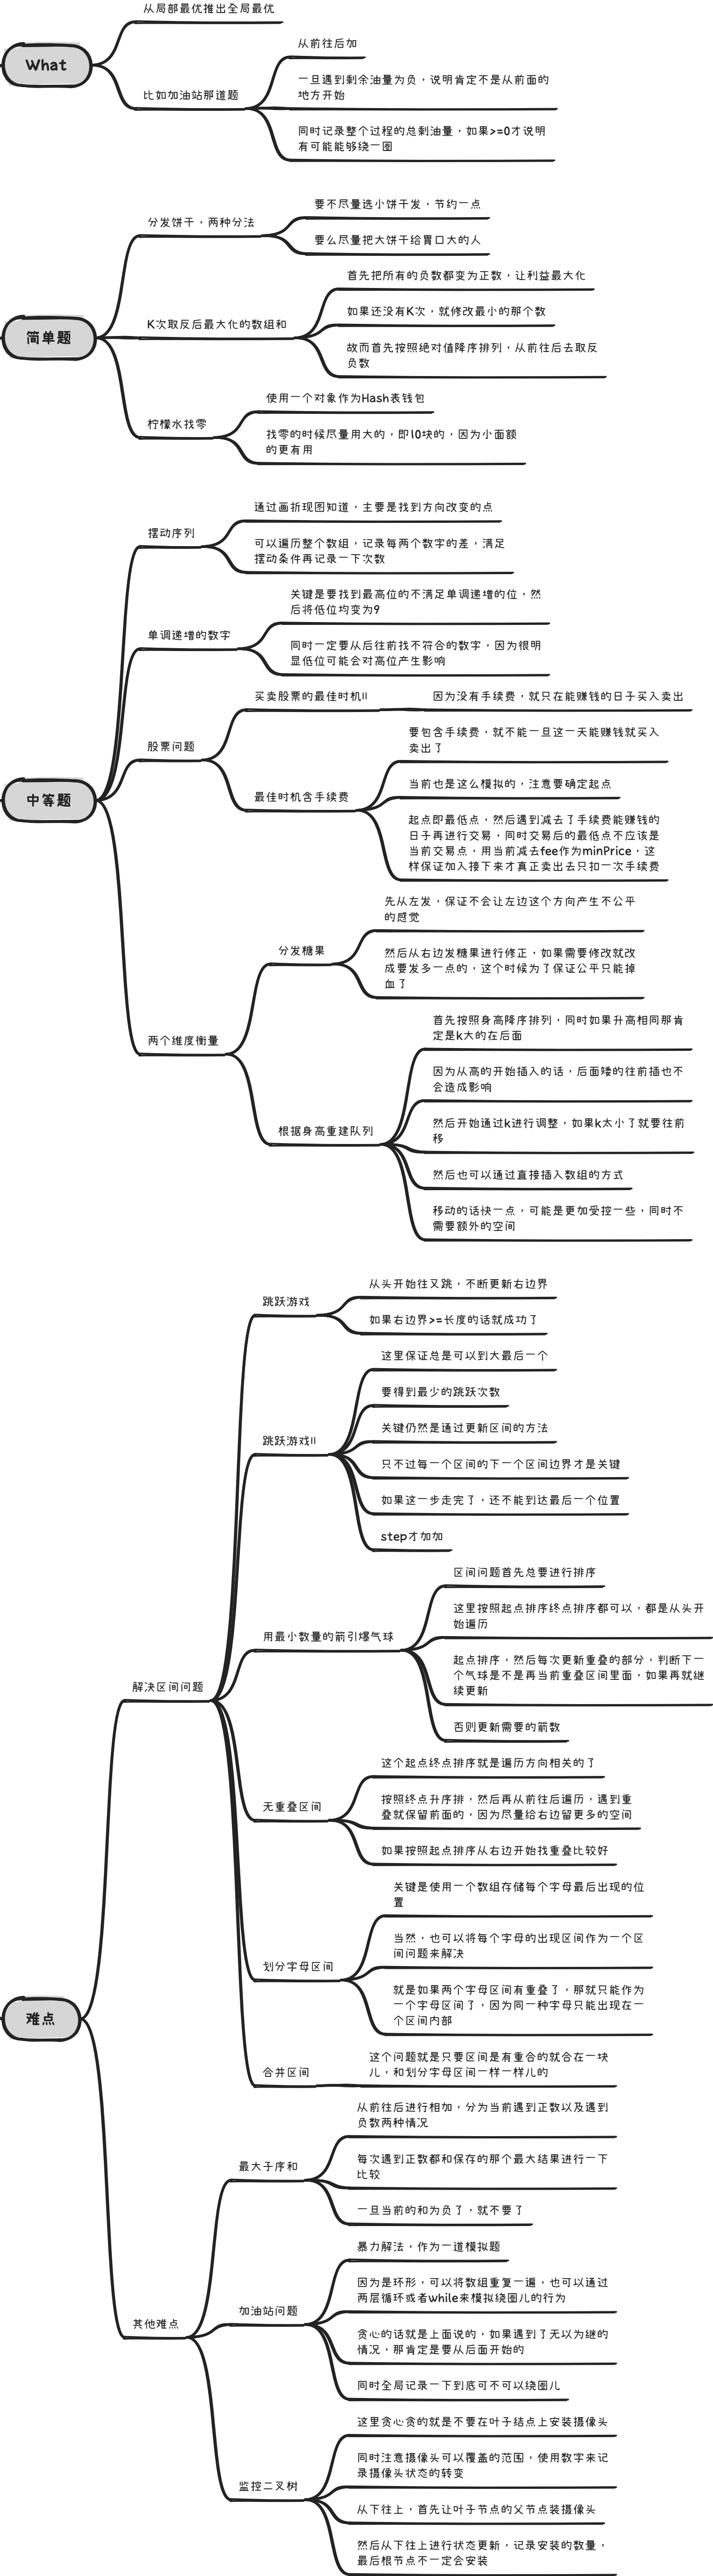 What
从局部最优推出全局最优
比如加油站那道题
从前往后加
一旦遇到剩余油量为负，说明肯定不是从前面的
地方开始
同时记录整个过程的总剩油量，如果>=0才说明
有可能能够绕一圈
简单题
分发饼干，两种分法
要不尽量选小饼干发，节约一点
要么尽量把大饼干给胃口大的人
K次取反后最大化的数组和
首先把所有的负数都变为正数，让利益最大化
如果还没有K次，就修改最小的那个数
故而首先按照绝对值降序排列，从前往后去取反
负数
柠檬水找零
使用一个对象作为Hash表钱包
找零的时候尽量用大的，即10块的，因为小面额
的更有用
中等题
摆动序列
通过画折现图知道，主要是找到方向改变的点
可以遍历整个数组，记录每两个数字的差，满足
摆动条件再记录一下次数
单调递增的数字
关键是要找到最高位的不满足单调递增的位，然
后将低位均变为9
同时一定要从后往前找不符合的数字，因为很明
显低位可能会对高位产生影响
股票问题
买卖股票的最佳时机II
因为没有手续费，就只在能赚钱的日子买入卖出
最佳时机含手续费
要包含手续费，就不能一旦这一天能赚钱就买入
卖出了
当前也是这么模拟的，注意要确定起点
起点即最低点，然后遇到减去了手续费能赚钱的
日子再进行交易，同时交易后的最低点不应该是
当前交易点，用当前减去fee作为minPrice，这
样保证加入接下来才真正卖出去只扣一次手续费
两个维度衡量
分发糖果
先从左发，保证不会让左边这个方向产生不公平
的感觉
然后从右边发糖果进行修正，如果需要修改就改
成要发多一点的，这个时候为了保证公平只能掉
血了
根据身高重建队列
首先按照身高降序排列，同时如果升高相同那肯
定是k大的在后面
因为从高的开始插入的话，后面矮的往前插也不
会造成影响
然后开始通过k进行调整，如果k太小了就要往前
移
然后也可以通过直接插入数组的方式
移动的话快一点，可能是更加受控一些，同时不
需要额外的空间
难点
解决区间问题
跳跃游戏
从头开始往又跳，不断更新右边界
如果右边界>=长度的话就成功了
跳跃游戏II
这里保证总是可以到大最后一个
要得到最少的跳跃次数
关键仍然是通过更新区间的方法
只不过每一个区间的下一个区间边界才是关键
如果这一步走完了，还不能到达最后一个位置
step才加加
用最小数量的箭引爆气球
区间问题首先总要进行排序
这里按照起点排序终点排序都可以，都是从头开
始遍历
起点排序，然后每次更新重叠的部分，判断下一
个气球是不是再当前重叠区间里面，如果再就继
续更新
否则更新需要的箭数
无重叠区间
这个起点终点排序就是遍历方向相关的了
按照终点升序排，然后再从前往后遍历，遇到重
叠就保留前面的，因为尽量给右边留更多的空间
如果按照起点排序从右边开始找重叠比较好
划分字母区间
关键是使用一个数组存储每个字母最后出现的位
置
当然，也可以将每个字母的出现区间作为一个区
间问题来解决
就是如果两个字母区间有重叠了，那就只能作为
一个字母区间了，因为同一种字母只能出现在一
个区间内部
合并区间
这个问题就是只要区间是有重合的就合在一块
儿，和划分字母区间一样一样儿的
其他难点
最大子序和
从前往后进行相加，分为当前遇到正数以及遇到
负数两种情况
每次遇到正数都和保存的那个最大结果进行一下
比较
一旦当前的和为负了，就不要了
加油站问题
暴力解法，作为一道模拟题
因为是环形，可以将数组重复一遍，也可以通过
两层循环或者while来模拟绕圈儿的行为
贪心的话就是上面说的，如果遇到了无以为继的
情况，那肯定是要从后面开始的
同时全局记录一下到底可不可以绕圈儿
监控二叉树
这里贪心贪的就是不要在叶子结点上安装摄像头
同时注意摄像头可以覆盖的范围，使用数字来记
录摄像头状态的转变
从下往上，首先让叶子节点的父节点装摄像头
然后从下往上进行状态更新，记录安装的数量，
最后根节点不一定会安装